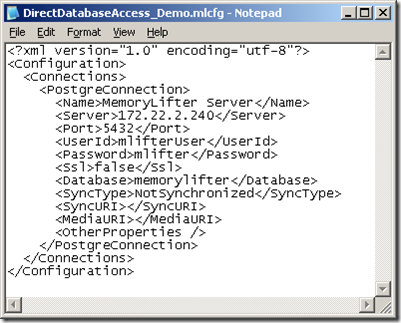 DirectDatabaseAccess_Demo.mlcfg - Notepad
File Edit Format View Help
<?xml version="1.0" encoding="utf-8"?>
<Configuration>
<Connections>
<PostgreConnection>
<Name>MemoryLifter Server</Name>
<Server>172.22.2.240</Server>
<Port>5432</Port>
<UserId>mlifterUser</UserId>
<Password>mlifter</Password>
<Ssl>false</Ssl>
<Database>memorylifter</Database>
<SyncType>NotSynchronized</SyncType>
<SyncURI></SyncURI>
<MediaURI></MediaURI>
<OtherProperties />
</PostgreConnection>
</Connections>
</Configuration>